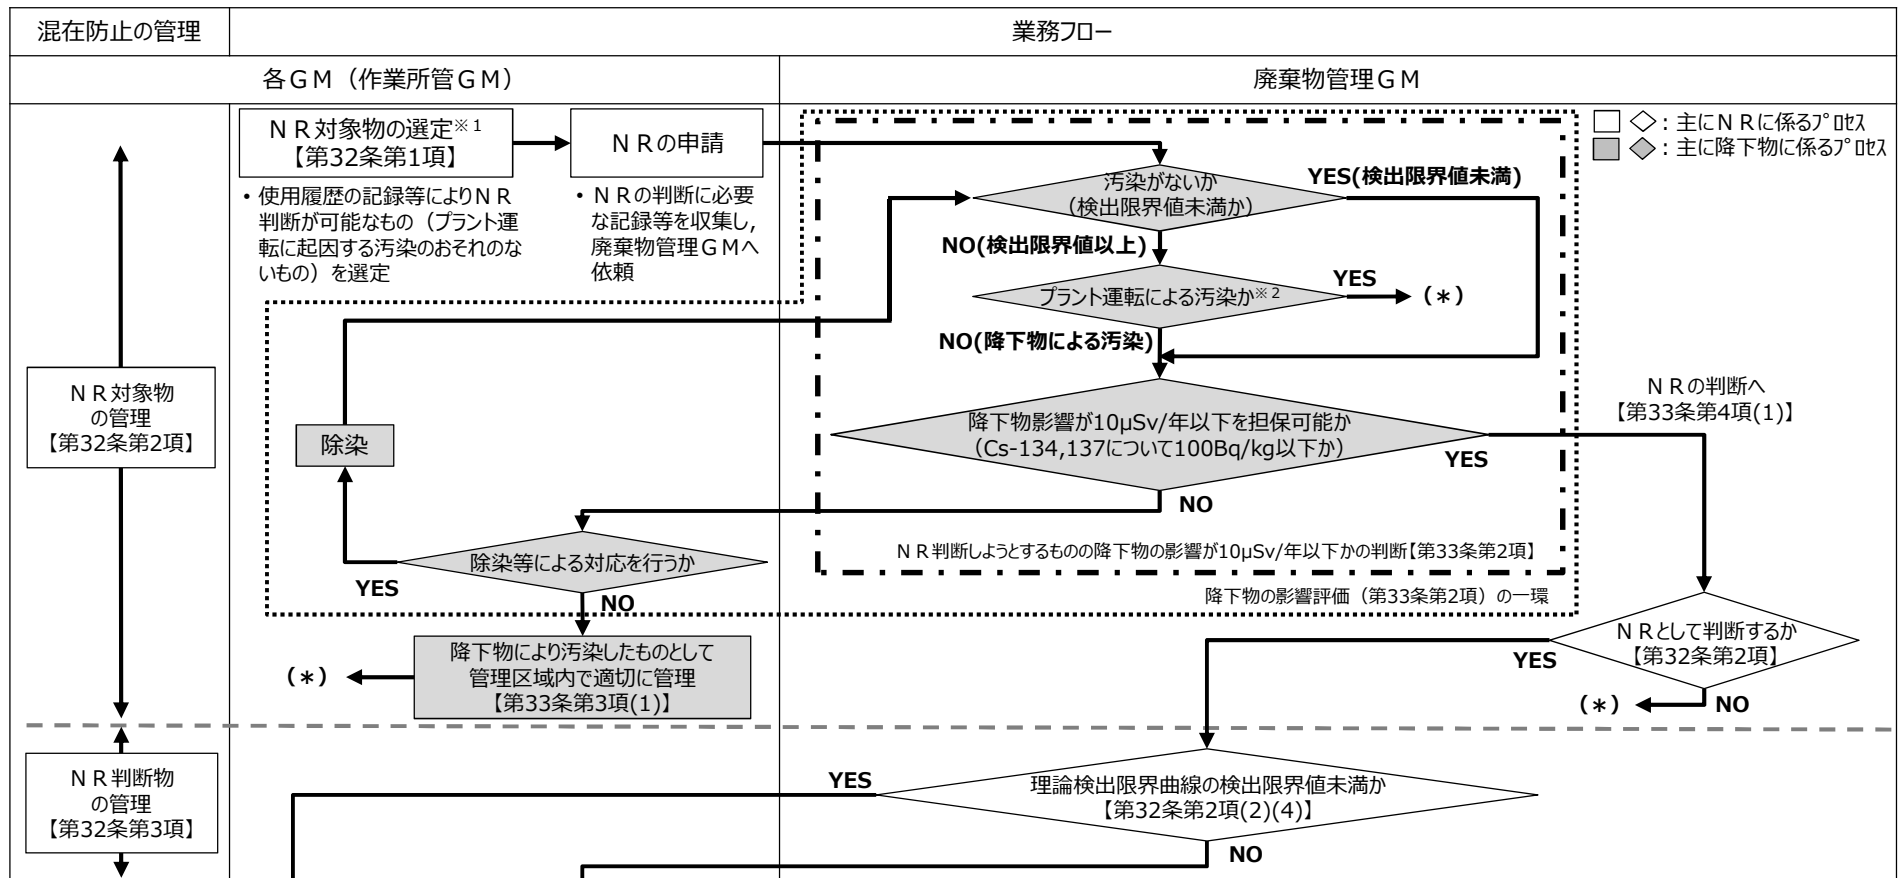 混在防止の管理
業務フロー
各GM（作業所管GM）
廃棄物管理GM
NR対象物の選定※1
【第32条第1項】
NRの申請
・使用履歴の記録等によりNR
判断が可能なもの（プラント運
転に起因する汚染のおそれのな
いもの）を選定
・NRの判断に必要
な記録等を収集し，
廃棄物管理GMへ
依頼
□ ◇：主にNRに係るプロセス
■ ◆：主に降下物に係るプロセス
汚染がないか
（検出限界値未満か）
YES(検出限界値未満)
NO(検出限界値以上)
プラント運転による汚染か※2
YES
（＊）
NO(降下物による汚染)
降下物影響が10μSv/年以下を担保可能か
（Cs-134,137について100Bq/kg以下か）
YES
NO
NRの判断へ
【第33条第4項(1)】
NR対象物
の管理
【第32条第2項】
除染
除染等による対応を行うか
YES
NO
NR判断しようとするものの降下物の影響が10μSv/年以下かの判断【第33条第2項】
降下物の影響評価（第33条第2項）の一環
降下物により汚染したものとして
管理区域内で適切に管理
【第33条第3項(1)】
（＊）
NRとして判断するか
【第32条第2項】
YES
NO
（＊）
NR判断物
の管理
【第32条第3項】
理論検出限界曲線の検出限界値未満か
【第32条第2項(2)(4)】
YES
NO